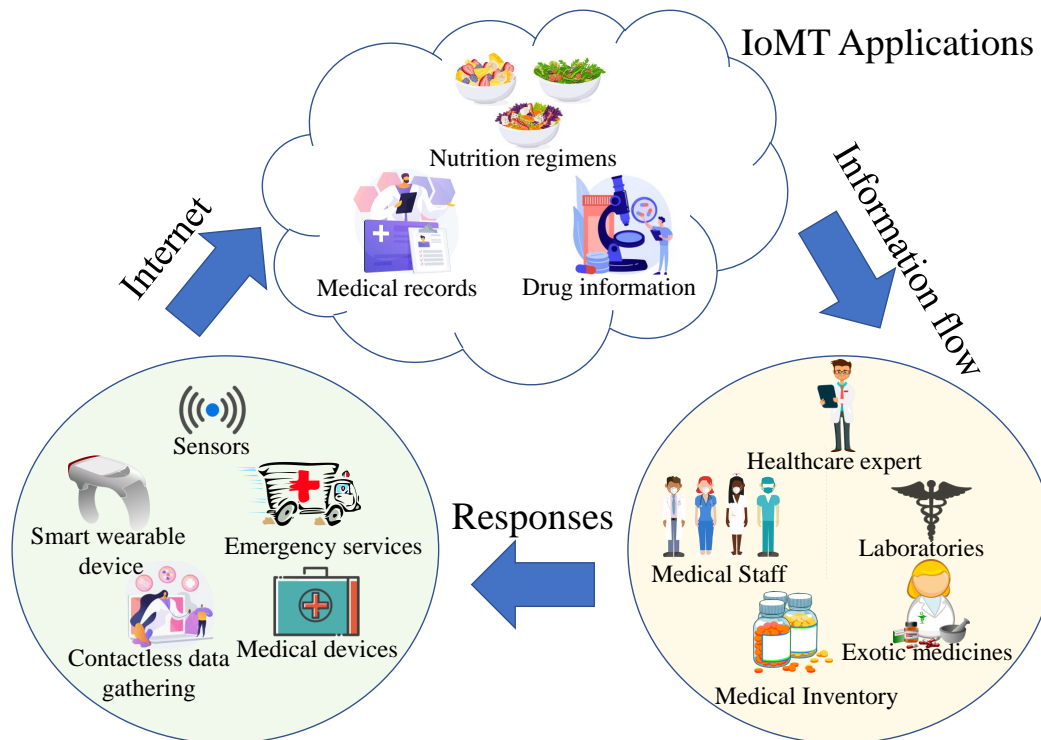 IoMT Applications
Nutrition regimens
Medical records
Drug information
Internet
Information flow
Sensors
Smart wearable
device
Emergency services
Contactless data
gathering
Medical devices
Responses
Healthcare expert
Medical Staff
Laboratories
Exotic medicines
Medical Inventory